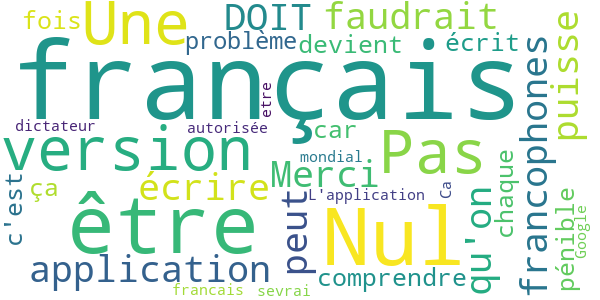 fois Une DOIT faudrait
problème devient écrit
français
etre
dictateur autorisée car
version Pas
mondial
Merci
ça écrire L'application Ca
c'est être peut Nul qu'on chaque francophones puisse
pénible
Google
application comprendre
francais sevrai